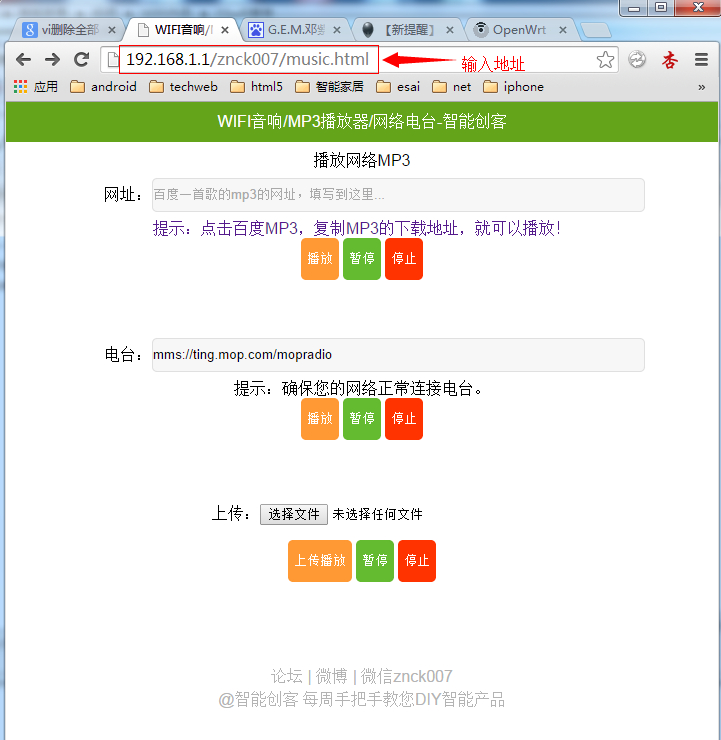 vi删除全部
WIFI音响/
G.E.M.邓
【新提醒】
OpenWrt
192.168.1.1/znck007/music.html
输入地址
应用 android techweb html5 智能家居 esai net iphone »
WIFI音响/MP3播放器/网络电台-智能创客
播放网络MP3
网址： 百度一首歌的mp3的网址，填写到这里...
提示：点击百度MP3，复制MP3的下载地址，就可以播放！
播放 暂停 停止
电台： mms://ting.mop.com/mopradio
提示：确保您的网络正常连接电台。
播放 暂停 停止
上传： 选择文件 未选择任何文件
上传播放 暂停 停止
论坛 | 微博 | 微信znck007
@智能创客 每周手把手教您DIY智能产品